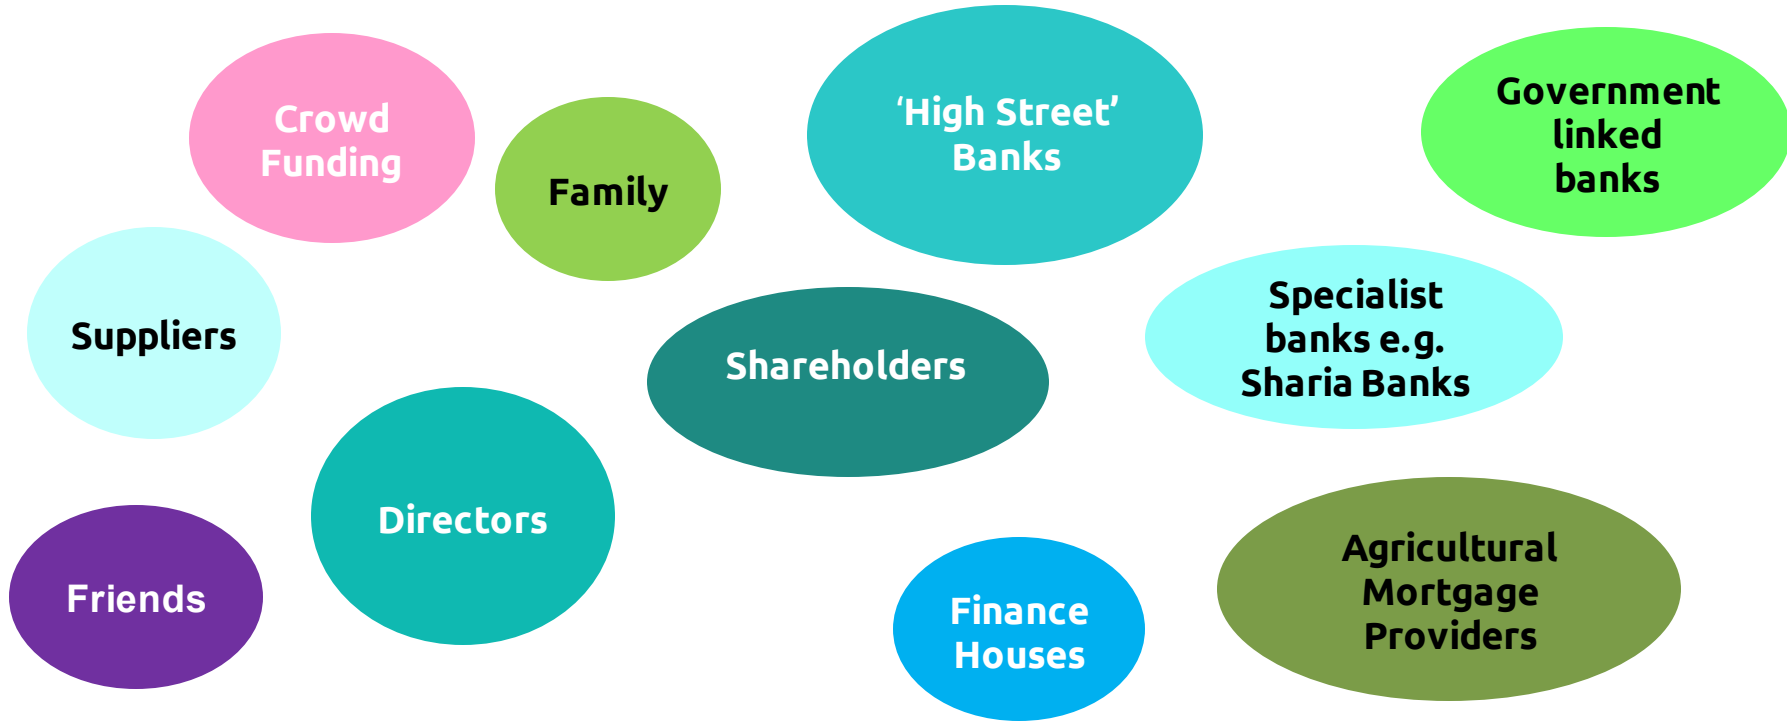 Crowd
Funding
Family
‘High Street’
Banks
Government
linked
banks
Suppliers
Shareholders
Specialist
banks e.g.
Sharia Banks
Directors
Friends
Finance
Houses
Agricultural
Mortgage
Providers